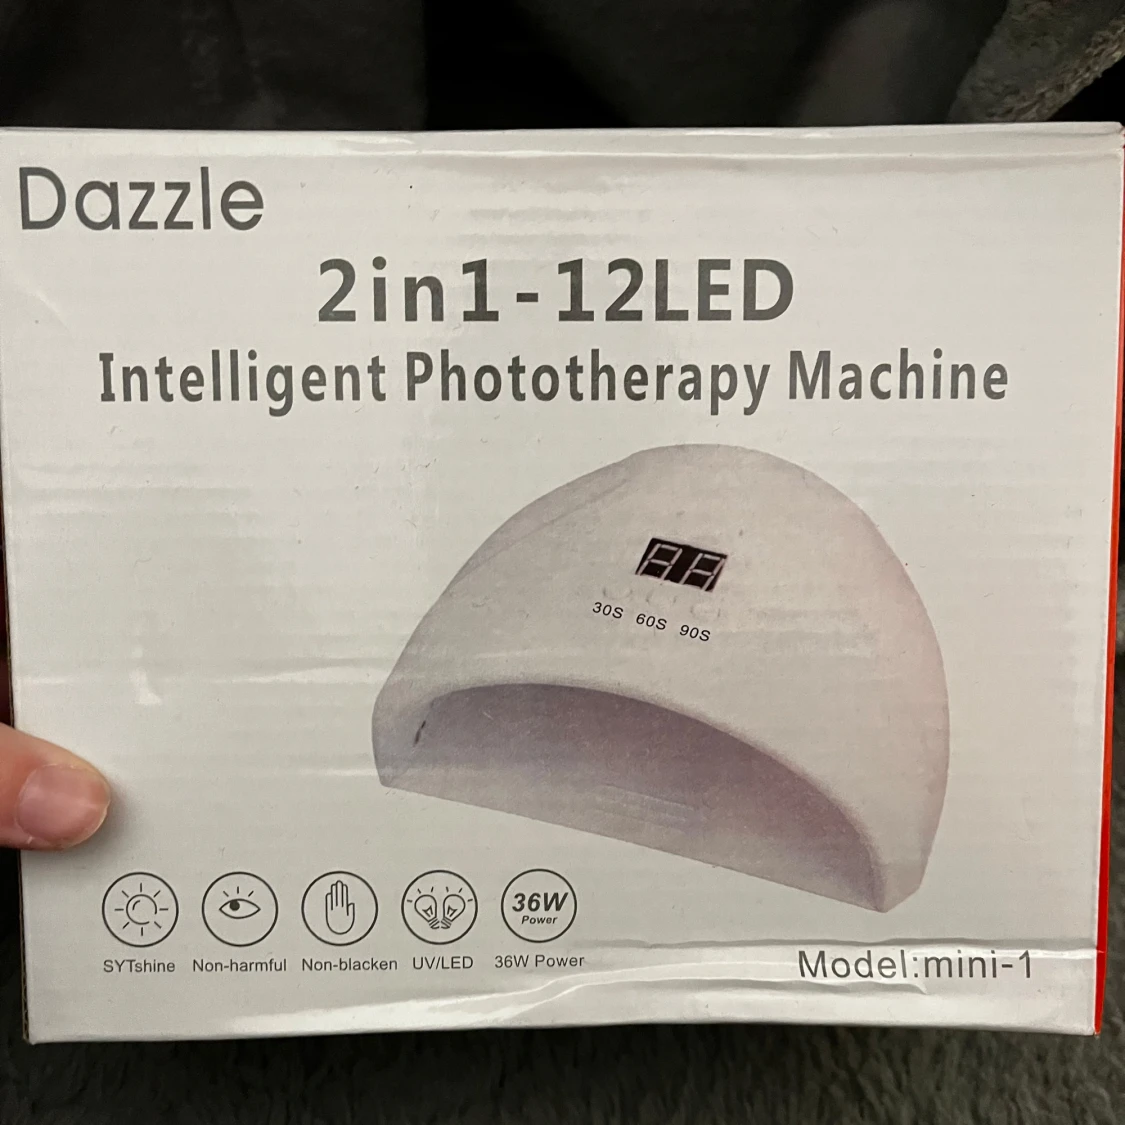 Dazzle
2in1-12LED
Intelligent Phototherapy Machine
30S 60S 90S
36W
Power
SYTshine Non-harmful Non-blacken UV/LED 36W Power
Model:mini-1